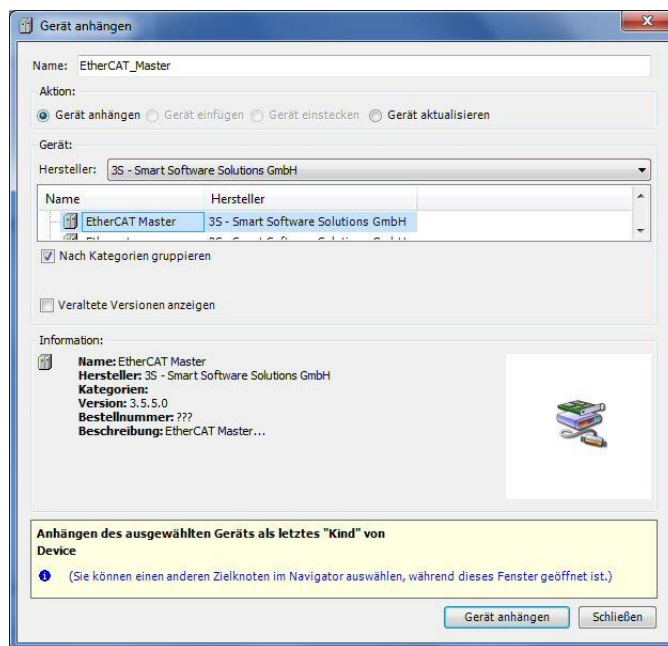 Gerät anhängen
Name: EtherCAT_Master
Aktion:
Gerät anhängen Gerät einfügen Gerät einstecken Gerät aktualisieren
Gerät:
Hersteller: 3S - Smart Software Solutions GmbH
Name Hersteller
EtherCAT Master 3S - Smart Software Solutions GmbH
Nach Kategorien gruppieren
Veraltete Versionen anzeigen
Information:
Name: EtherCAT Master
Hersteller: 3S - Smart Software Solutions GmbH
Kategorien:
Version: 3.5.5.0
Bestellnummer: ???
Beschreibung: EtherCAT Master...
Anhängen des ausgewählten Geräts als letztes "Kind" von
Device
(Sie können einen anderen Zielknoten im Navigator auswählen, während dieses Fenster geöffnet ist.)
Gerät anhängen Schließen